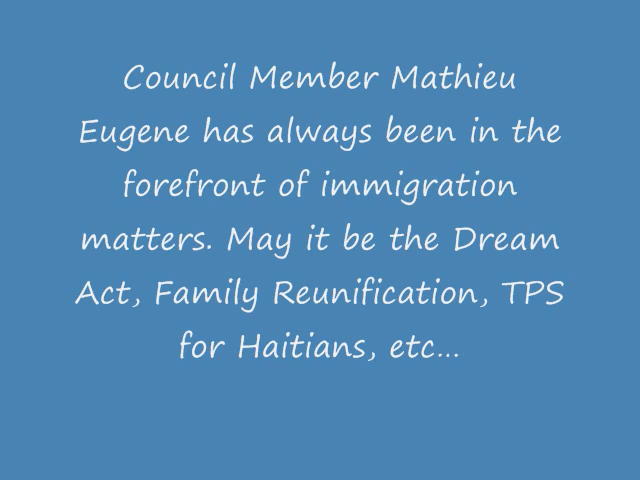 Council Member Mathieu
Eugene has always been in the
forefront of immigration
matters. May it be the Dream
Act, Family Reunification, TPS
for Haitians, etc...